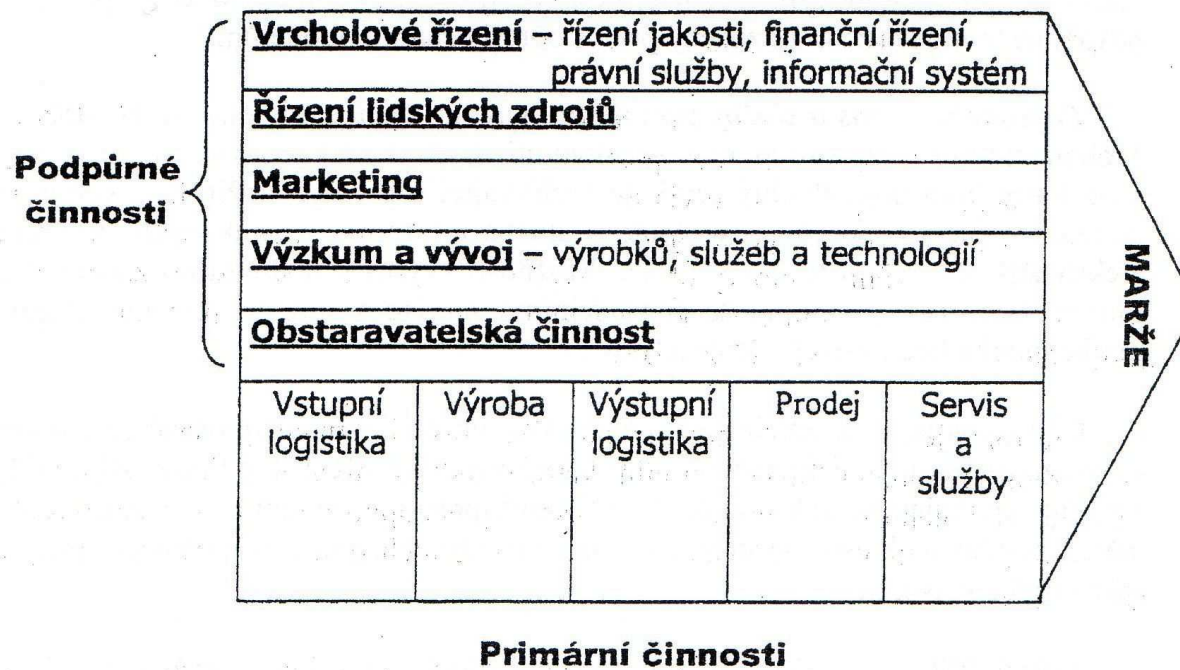 Vrcholové řízení – řízení jakosti, finanční řízení,
právní služby, informační systém
Řízení lidských zdrojů
Podpůrné
činnosti
Marketing
Výzkum a vývoj – výrobků, služeb a technologií
Obstaravatelská činnost
MARŽE
Vstupní
logistika
Výroba
Výstupní
logistika
Prodej
Servis
a
služby
Primární činnosti